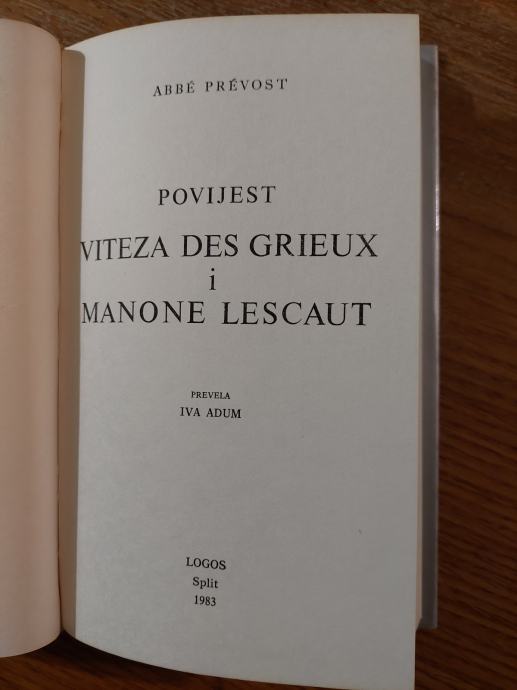 ABBÉ PRÉVOST
POVIJEST
VITEZA DES GRIEUX
i
MANONE LESCAUT
PREVELA
IVA ADUM
LOGOS
Split
1983